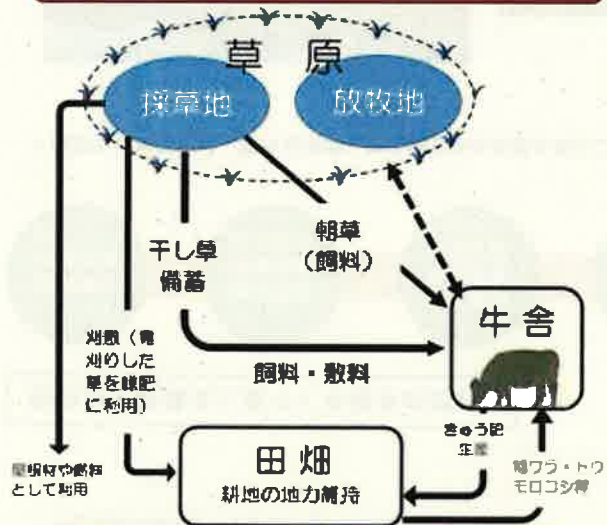 草原
採草地
放牧地
干し草
備蓄
朝草
(飼料)
牛舎
刈敷(
刈りした
草を緑肥
に利用)
飼料・敷料
きゅう肥
生産
田畑
耕地の地力維持
屋根材や燃料
として利用
稲ワラ・トウ
モロコシ等